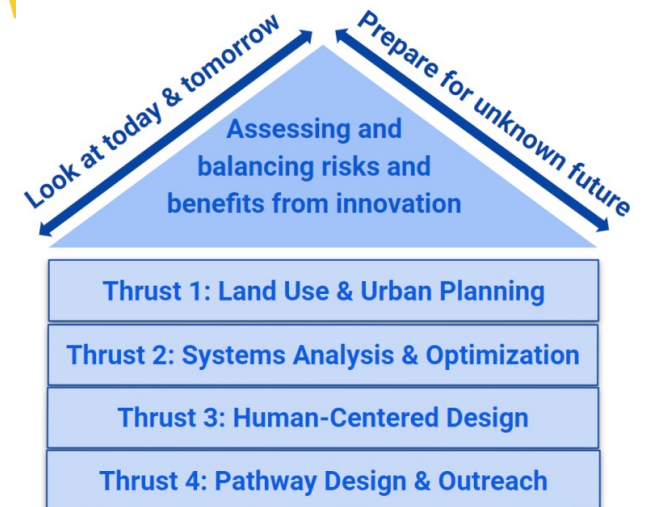 Look at today & tomorrow
Prepare for unknown future
Assessing and
balancing risks and
benefits from innovation
Thrust 1: Land Use & Urban Planning
Thrust 2: Systems Analysis & Optimization
Thrust 3: Human-Centered Design
Thrust 4: Pathway Design & Outreach